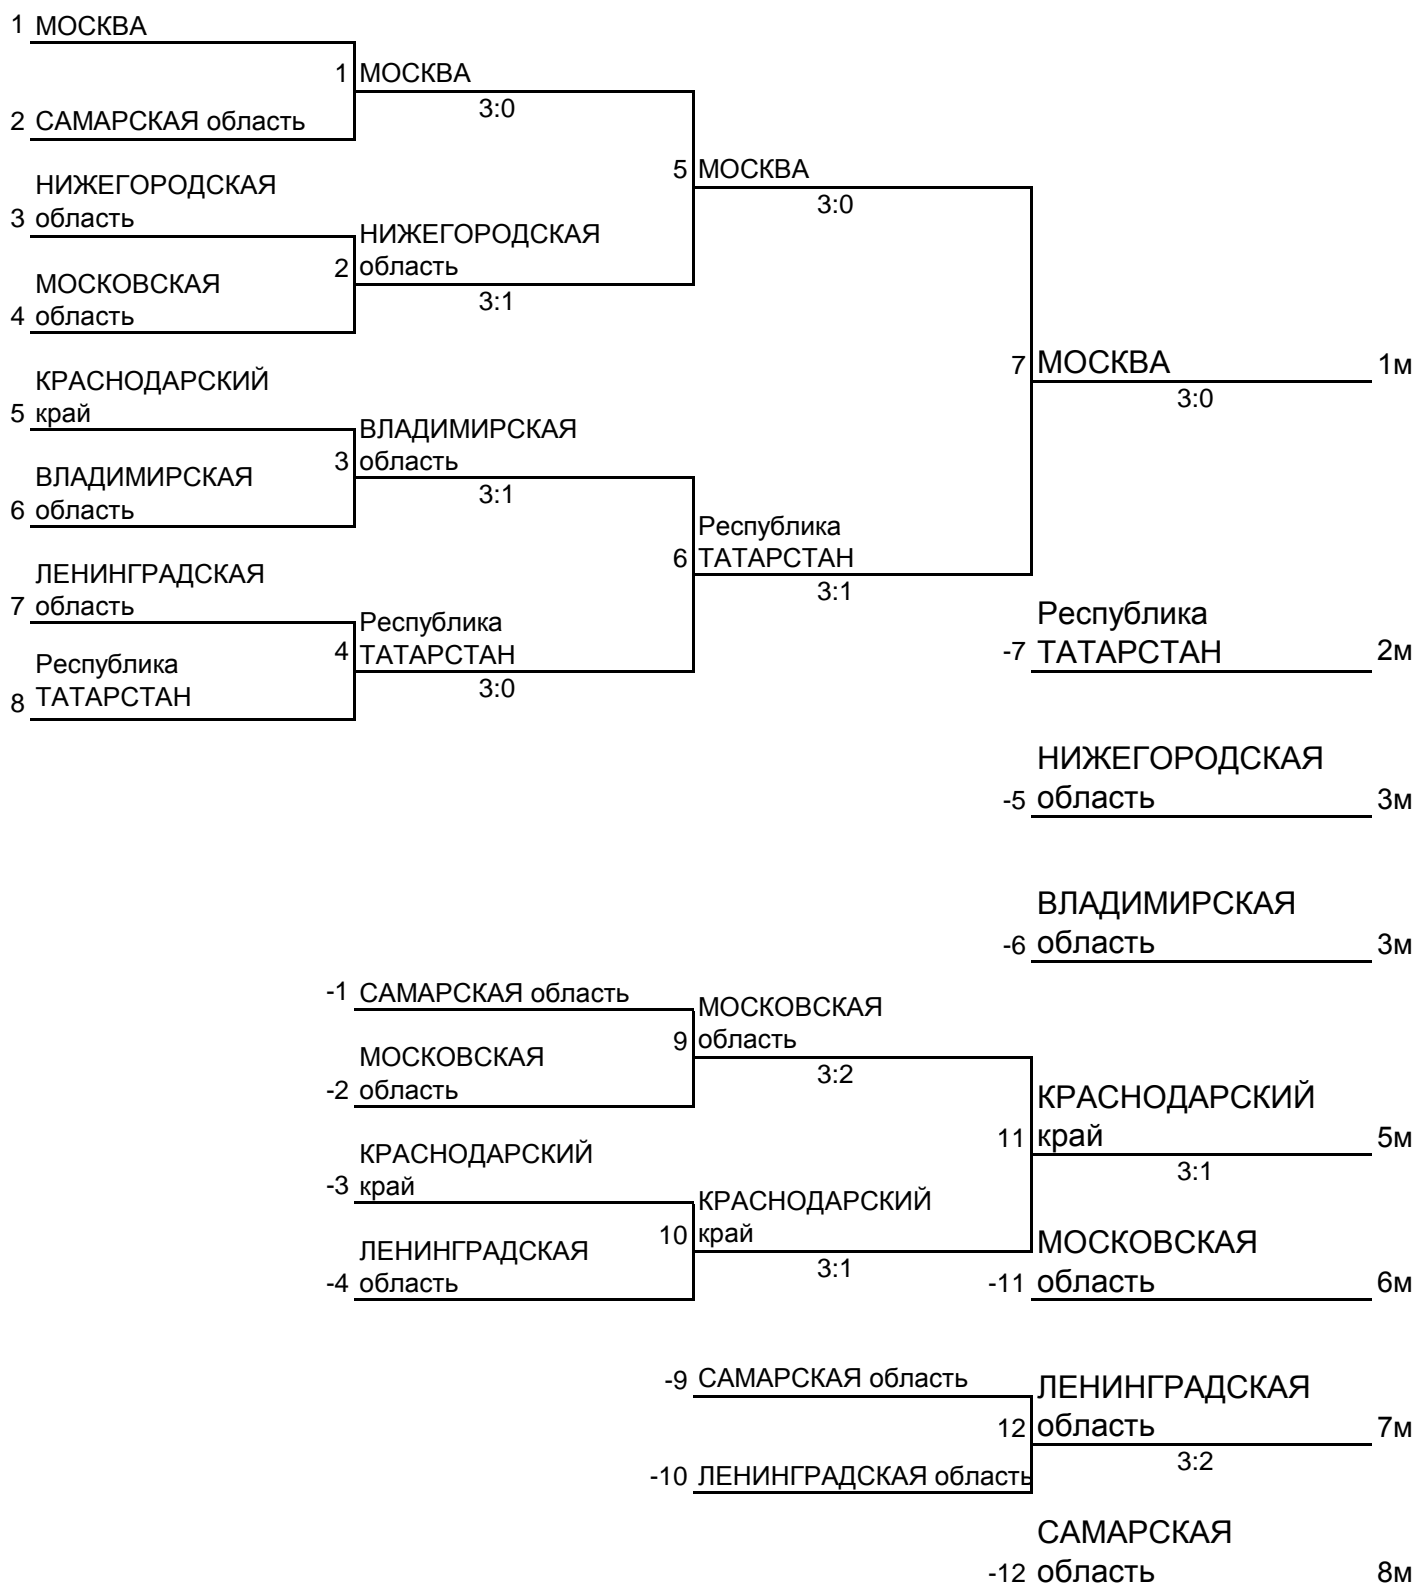 1 МОСКВА
1 МОСКВА
3:0
2 САМАРСКАЯ область
5 МОСКВА
3:0
НИЖЕГОРОДСКАЯ
3 область
НИЖЕГОРОДСКАЯ
2 область
3:1
МОСКОВСКАЯ
4 область
7 МОСКВА 1м
3:0
КРАСНОДАРСКИЙ
5 край
ВЛАДИМИРСКАЯ
3 область
3:1
ВЛАДИМИРСКАЯ
6 область
Республика
6 ТАТАРСТАН
3:1
ЛЕНИНГРАДСКАЯ
7 область
Республика
4 ТАТАРСТАН
3:0
Республика
8 ТАТАРСТАН
Республика
-7 ТАТАРСТАН 2м
НИЖЕГОРОДСКАЯ
-5 область 3м
ВЛАДИМИРСКАЯ
-6 область 3м
-1 САМАРСКАЯ область
МОСКОВСКАЯ
9 область
3:2
МОСКОВСКАЯ
-2 область
КРАСНОДАРСКИЙ
11 край 5м
3:1
КРАСНОДАРСКИЙ
-3 край
КРАСНОДАРСКИЙ
10 край
3:1
ЛЕНИНГРАДСКАЯ
-4 область
МОСКОВСКАЯ
-11 область 6м
-9 САМАРСКАЯ область
ЛЕНИНГРАДСКАЯ
12 область 7м
3:2
-10 ЛЕНИНГРАДСКАЯ область
САМАРСКАЯ
-12 область 8м